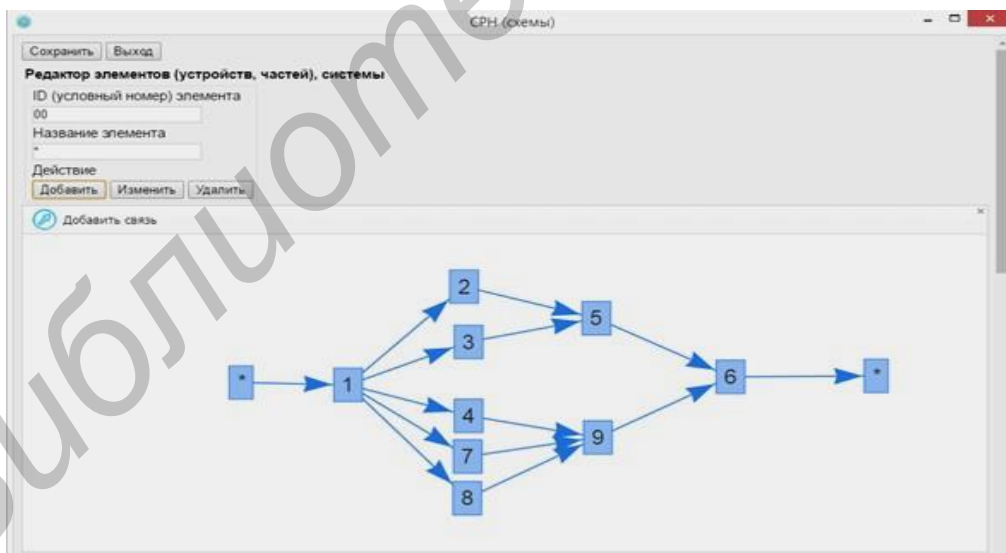 СРН (схемы)
Сохранить Выход
Редактор элементов (устройств, частей), системы
ID (условный номер) элемента
00
Название элемента
*
Действие
Добавить Изменить Удалить
Добавить связь
2
5
3
* 1 6 *
4
9
7
8